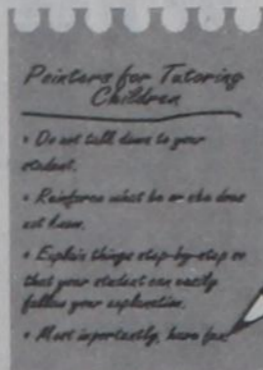 Pointers for Tutoring
Children
• Do not talk down to your
student.
• Reinforce what he or she does
not know.
• Explain things step-by-step so
that your student can easily
follow your explanation.
• Most importantly, have fun!